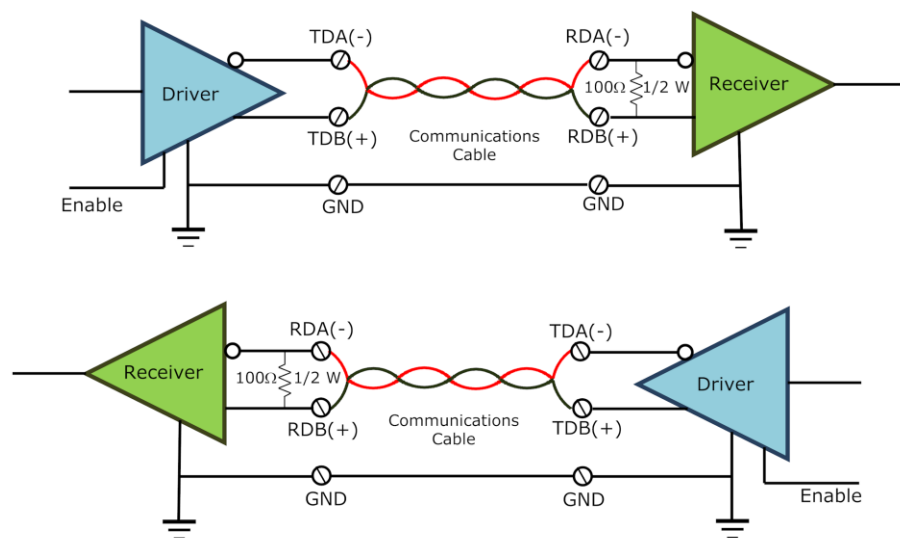 TDA(-)
RDA(-)
Driver
100Ω
1/2 W
Receiver
TDB(+)
Communications
Cable
RDB(+)
Enable
GND
GND
RDA(-)
TDA(-)
Receiver
100Ω
1/2 W
Driver
RDB(+)
Communications
Cable
TDB(+)
GND
GND
Enable